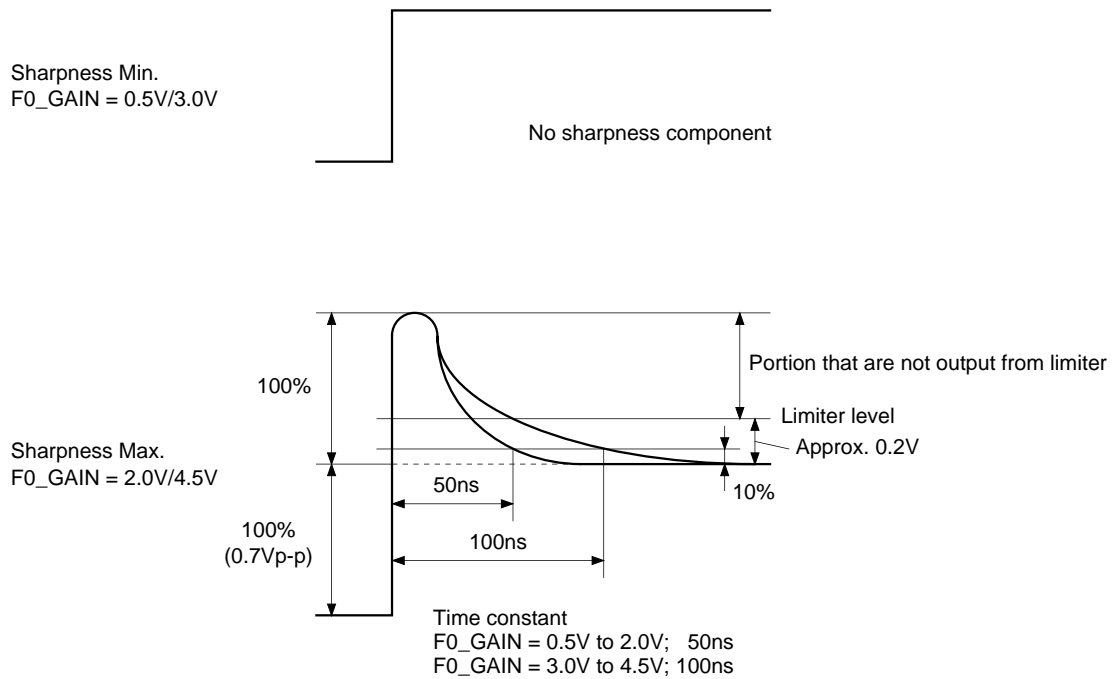 Sharpness Min.
F0_GAIN = 0.5V/3.0V
No sharpness component
100%
Portion that are not output from limiter
Limiter level
Approx. 0.2V
Sharpness Max.
F0_GAIN = 2.0V/4.5V
10%
50ns
100%
(0.7Vp-p)
100ns
Time constant
F0_GAIN = 0.5V to 2.0V; 50ns
F0_GAIN = 3.0V to 4.5V; 100ns